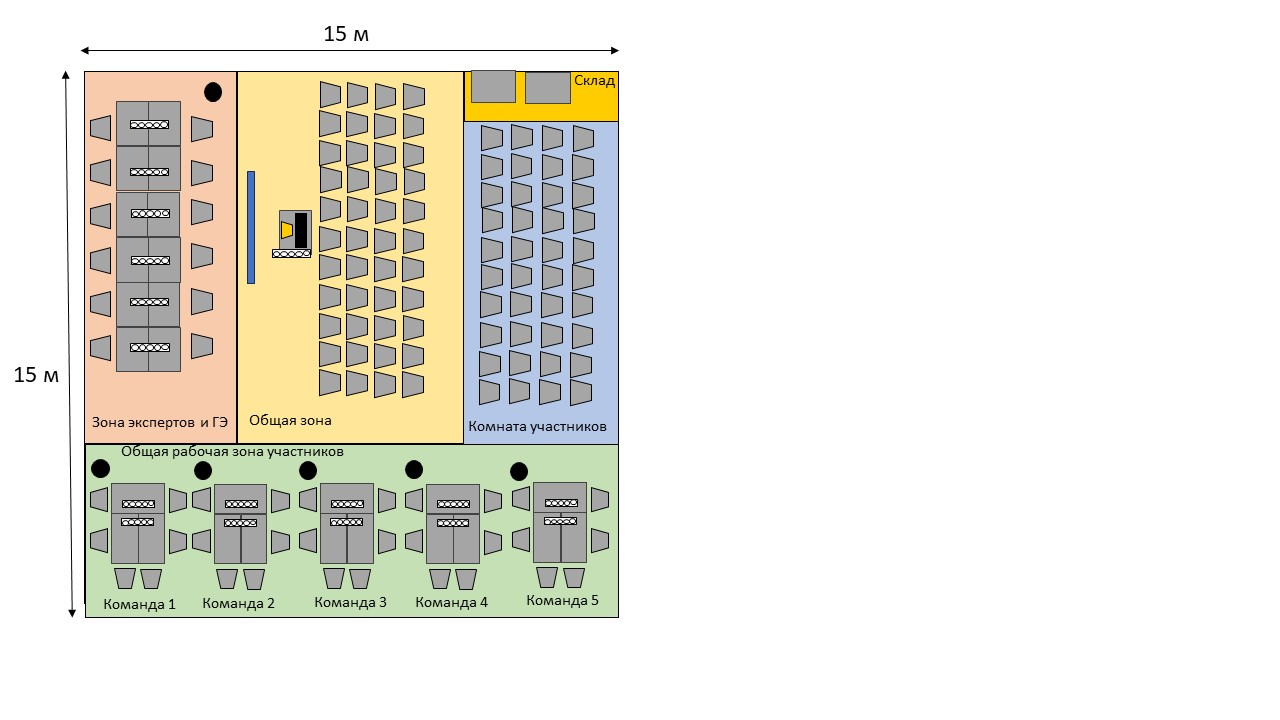 15 м
Склад
15 м
Зона экспертов и ГЭ
Общая зона
Комната участников
Общая рабочая зона участников
Команда 1
Команда 2
Команда 3
Команда 4
Команда 5